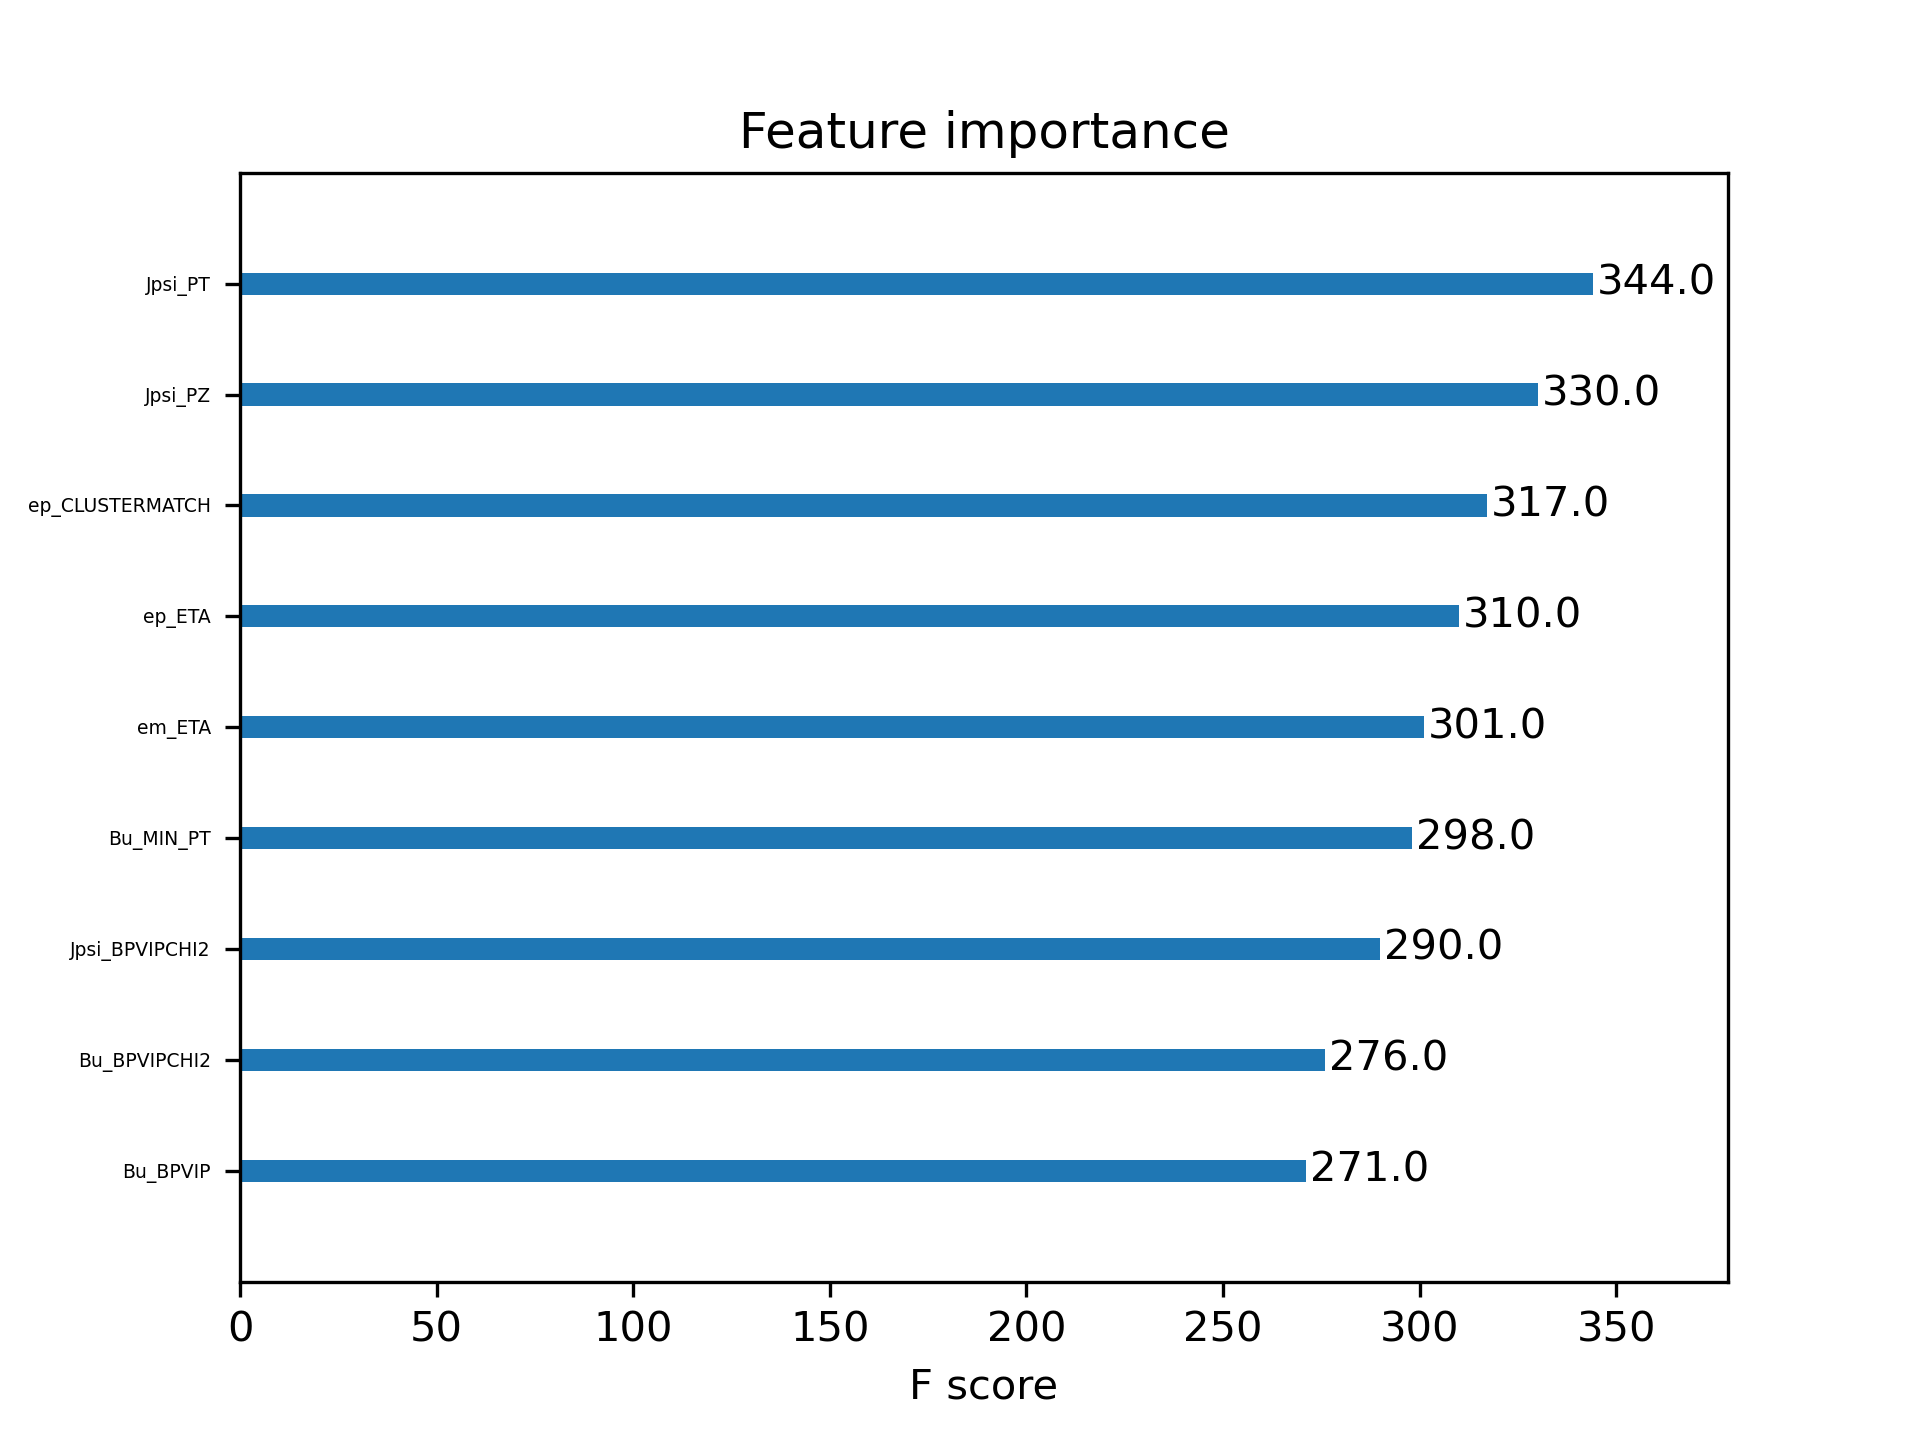 Feature importance
Jpsi_PT 344.0
Jpsi_PZ 330.0
ep_CLUSTERMATCH 317.0
ep_ETA 310.0
em_ETA 301.0
Bu_MIN_PT 298.0
Jpsi_BPVIPCHI2 290.0
Bu_BPVIPCHI2 276.0
Bu_BPVIP 271.0
0 50 100 150 200 250 300 350
F score